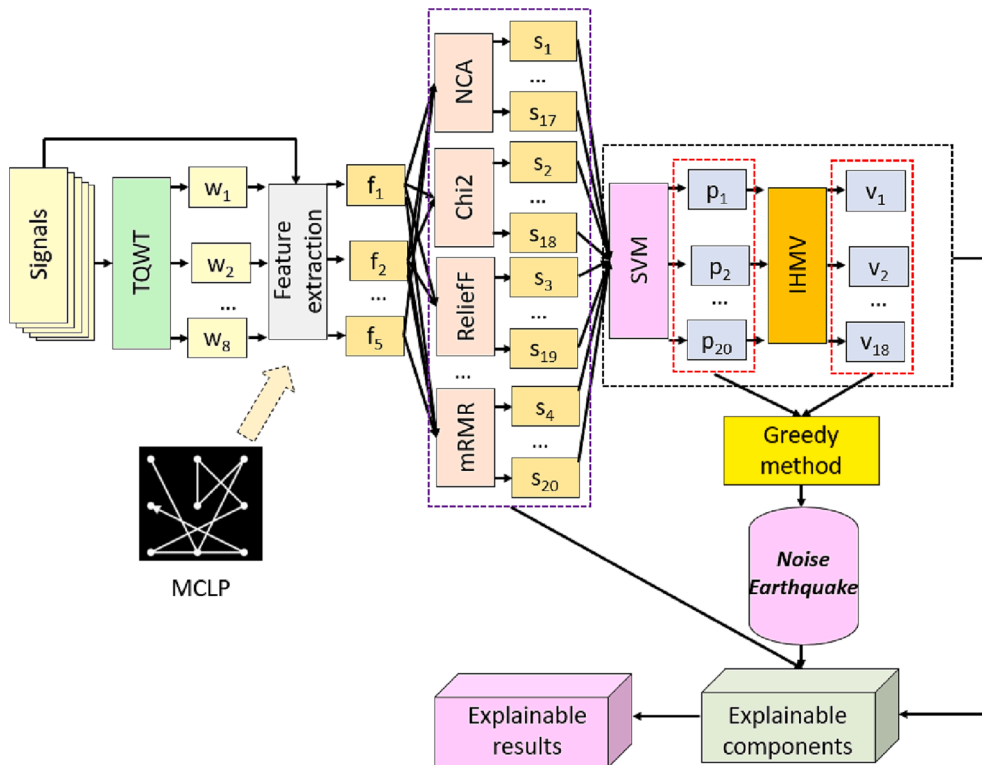 Signals
TQWT
w1
w2
...
w8
Feature
extraction
MCLP
f1
f2
...
f5
NCA
s1
...
s17
Chi2
s2
...
s18
ReliefF
s3
...
s19
...
mRMR
s4
...
s20
SVM
p1
p2
...
p20
IHMV
v1
v2
...
v18
Greedy
method
Noise
Earthquake
Explainable
components
Explainable
results